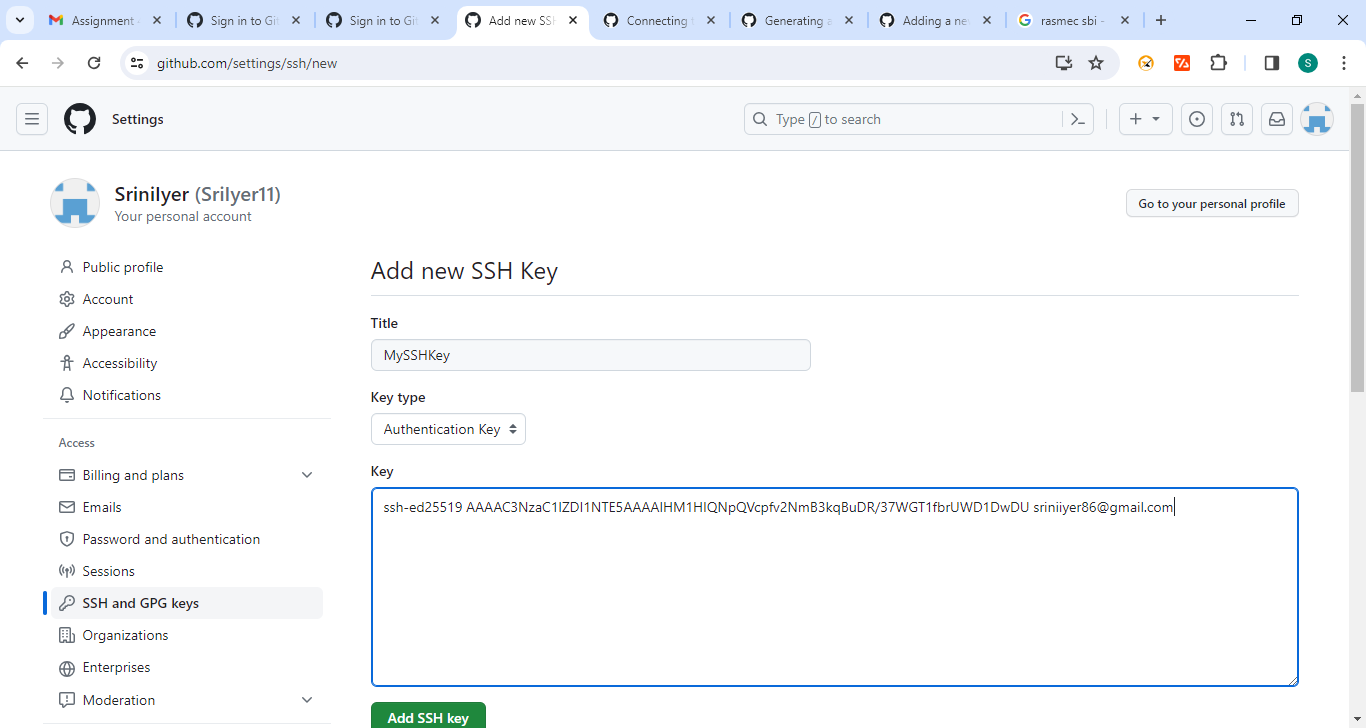 Assignment
Sign in to Git
Sign in to Git
Add new SSH
Connecting
Generating a
Adding a ne
rasmec sbi -
github.com/settings/ssh/new
S
Settings
Type / to search
SriniIyer (SriIyer11)
Your personal account
Go to your personal profile
Public profile
Account
Appearance
Accessibility
Notifications
Access
Billing and plans
Emails
Password and authentication
Sessions
SSH and GPG keys
Organizations
Enterprises
Moderation
Add new SSH Key
Title
MySSHKey
Key type
Authentication Key
Key
ssh-ed25519 AAAAC3NzaC1lZDI1NTE5AAAAIHM1HIQNpQVcpfv2NmB3kqBuDR/37WGT1fbrUWD1DwDU sriniiyer86@gmail.com
Add SSH key